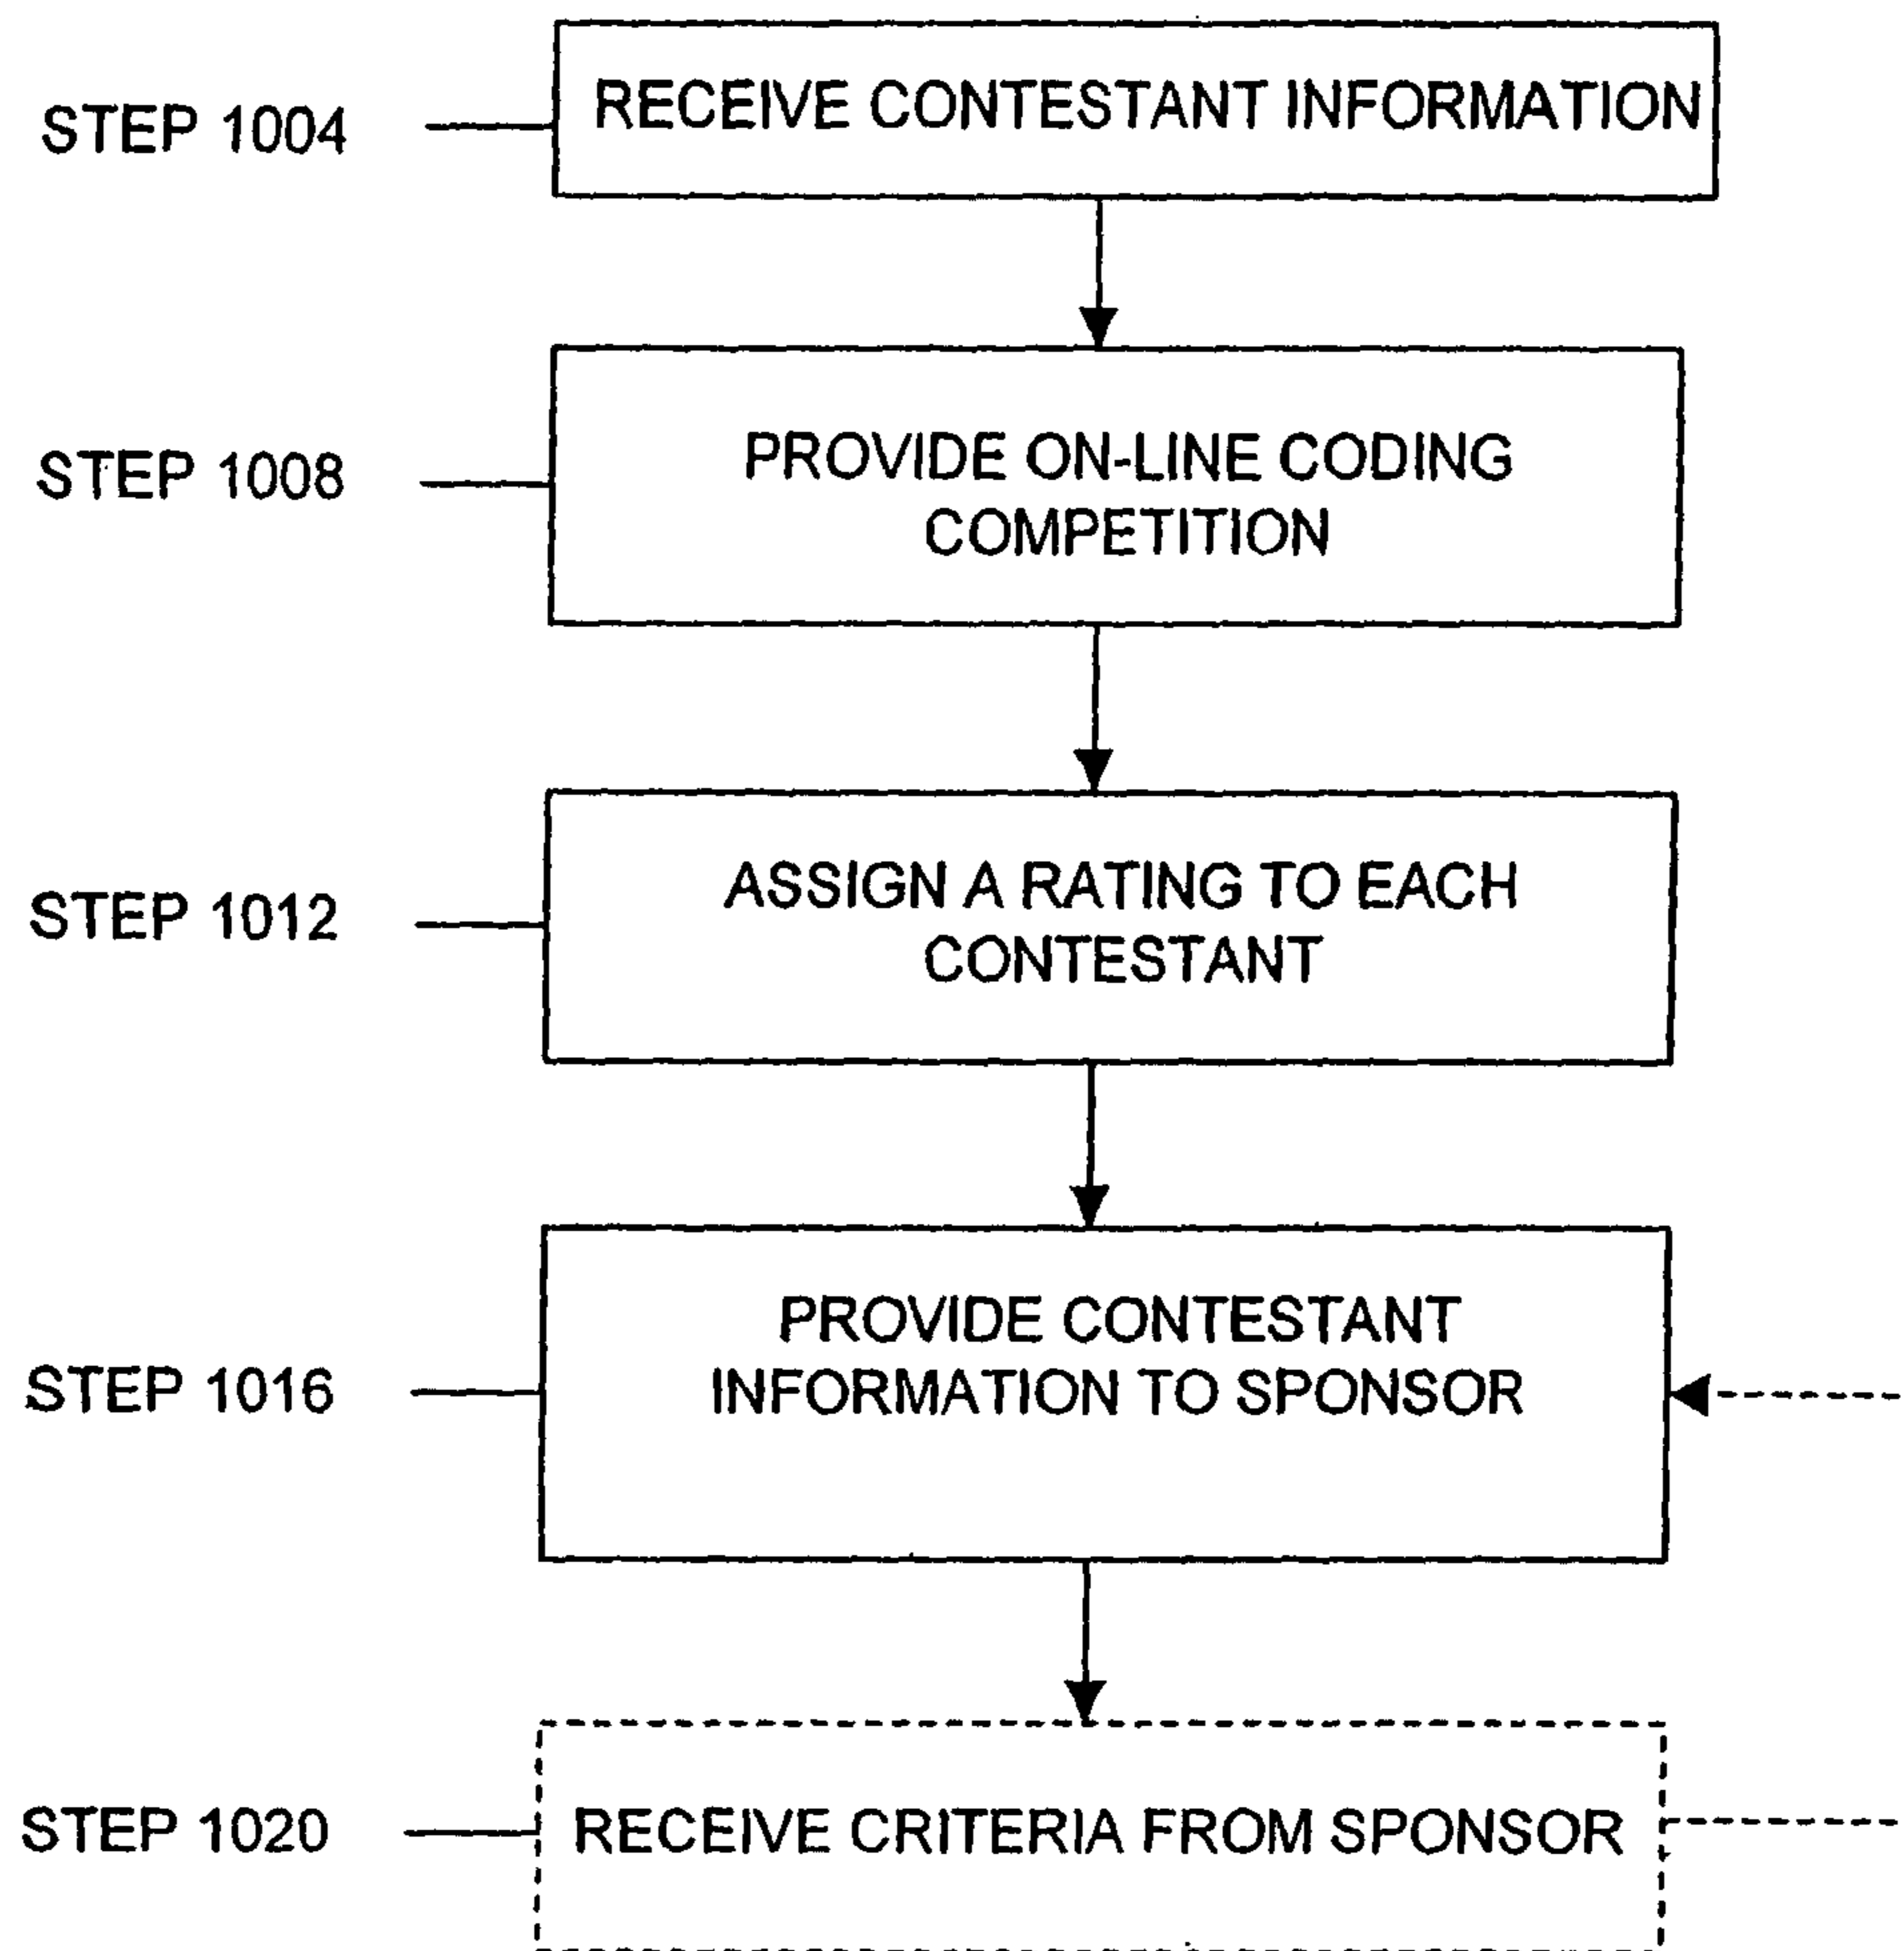 STEP 1004
RECEIVE CONTESTANT INFORMATION
STEP 1008
PROVIDE ON-LINE CODING
COMPETITION
STEP 1012
ASSIGN A RATING TO EACH
CONTESTANT
STEP 1016
PROVIDE CONTESTANT
INFORMATION TO SPONSOR
STEP 1020
RECEIVE CRITERIA FROM SPONSOR